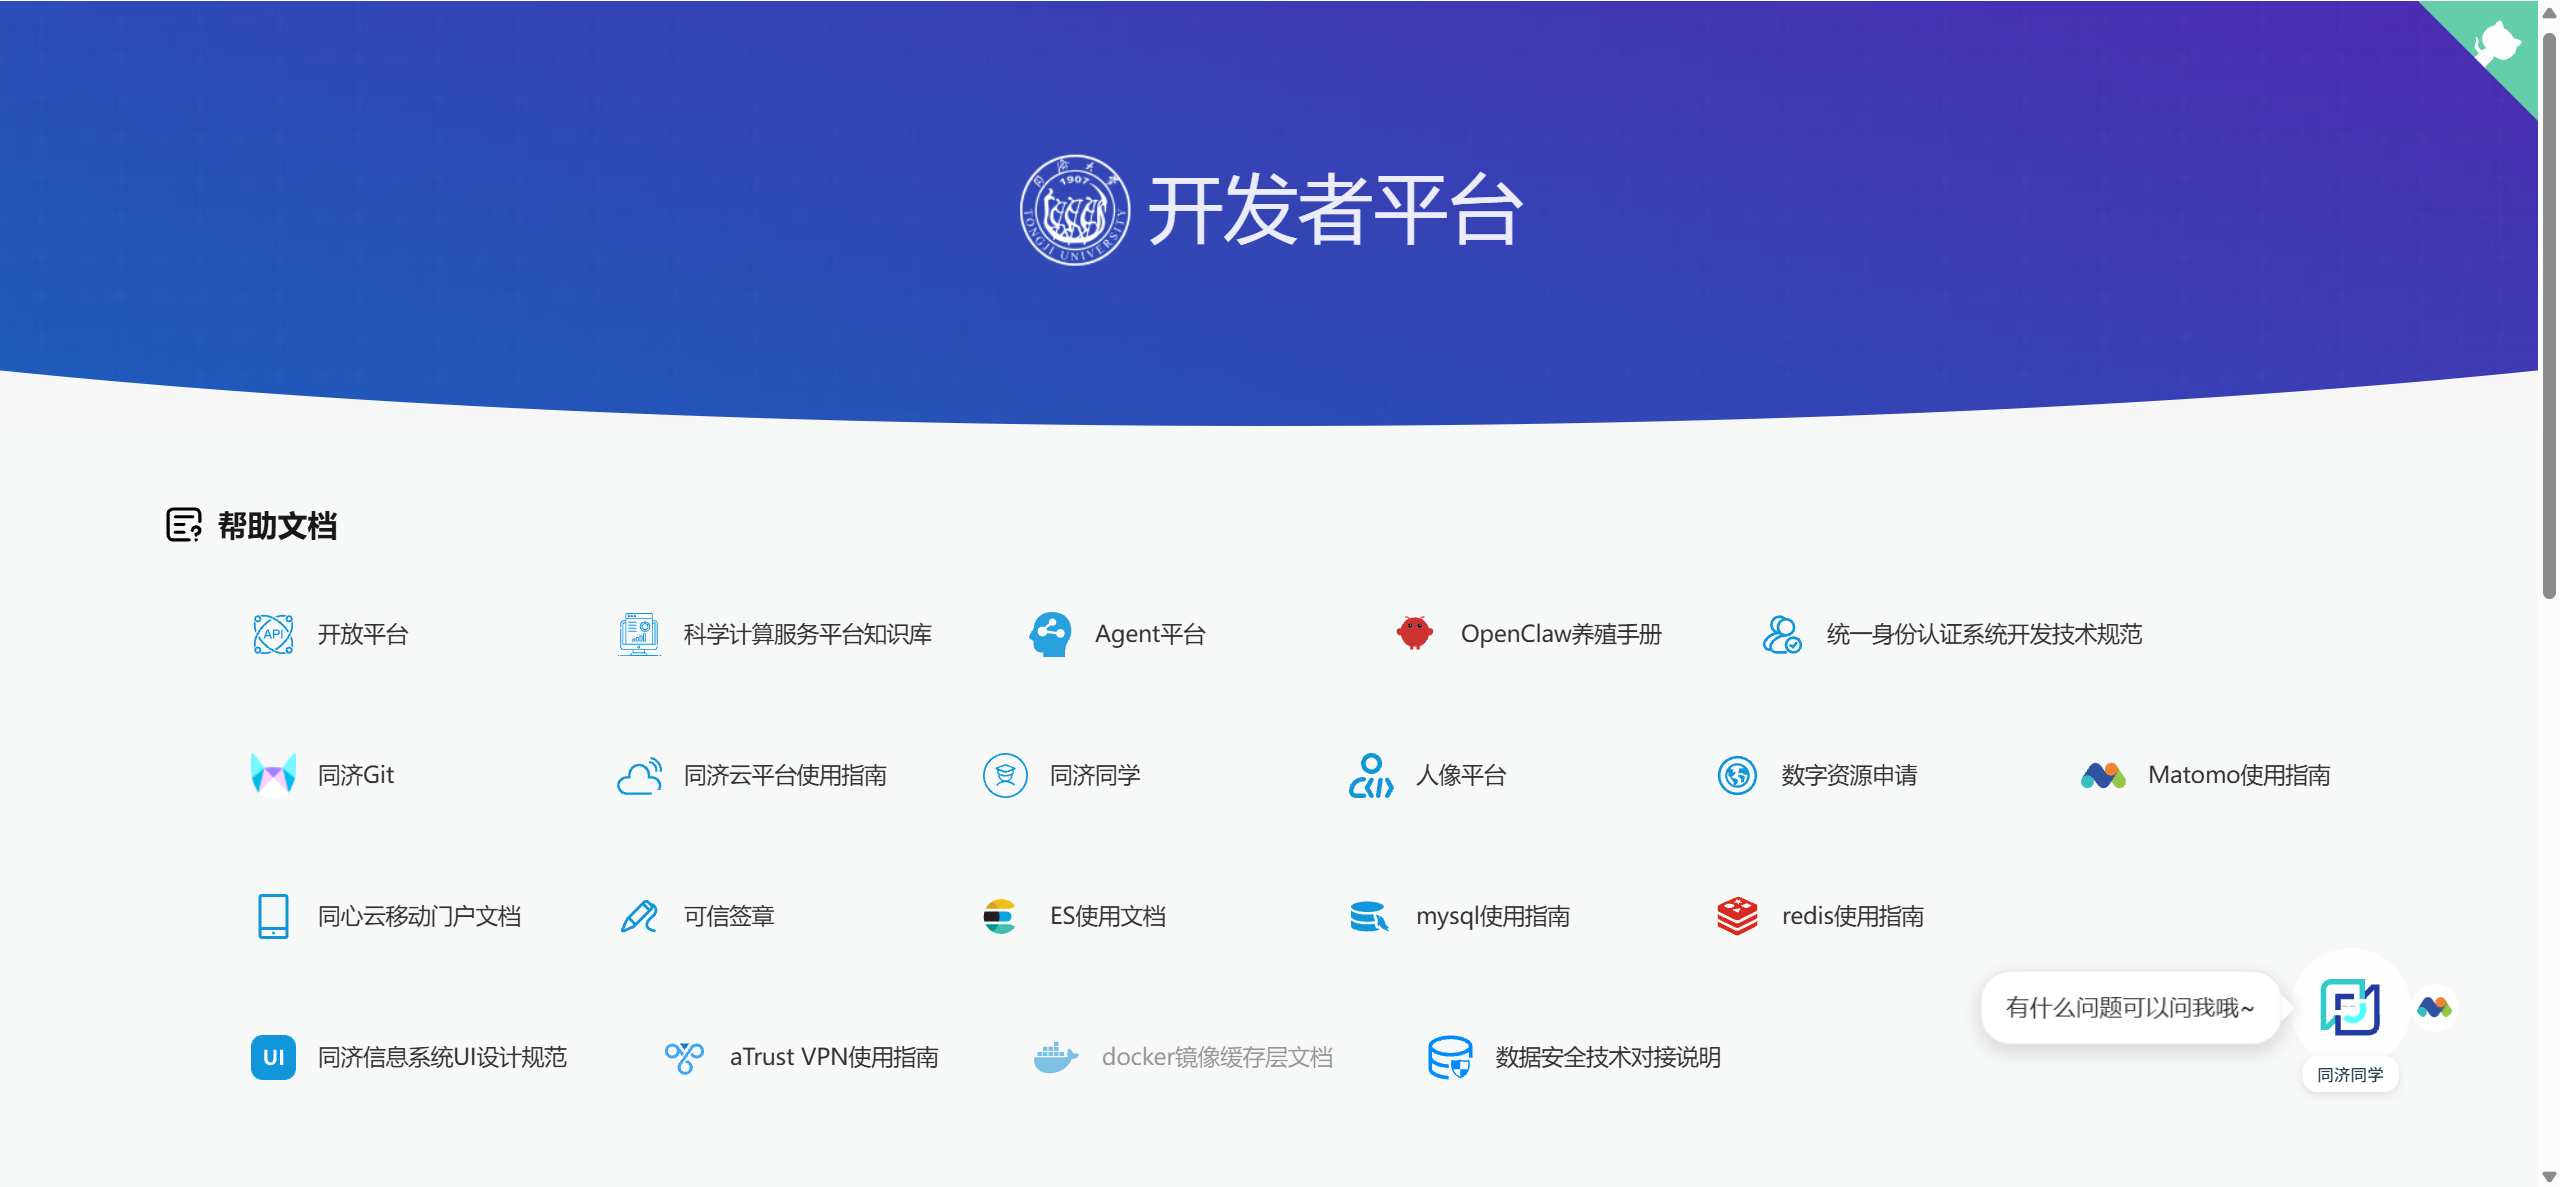 同济大学
1907
TONGJI UNIVERSITY
开发者平台
帮助文档
API
开放平台
科学计算服务平台知识库
Agent平台
OpenClaw养殖手册
统一身份认证系统开发技术规范
同济Git
同济云平台使用指南
同济同学
人像平台
数字资源申请
Matomo使用指南
同心云移动门户文档
可信签章
ES使用文档
mysql使用指南
redis使用指南
有什么问题可以问我哦~
同济同学
UI
同济信息系统UI设计规范
aTrust VPN使用指南
docker镜像缓存层文档
数据安全技术对接说明